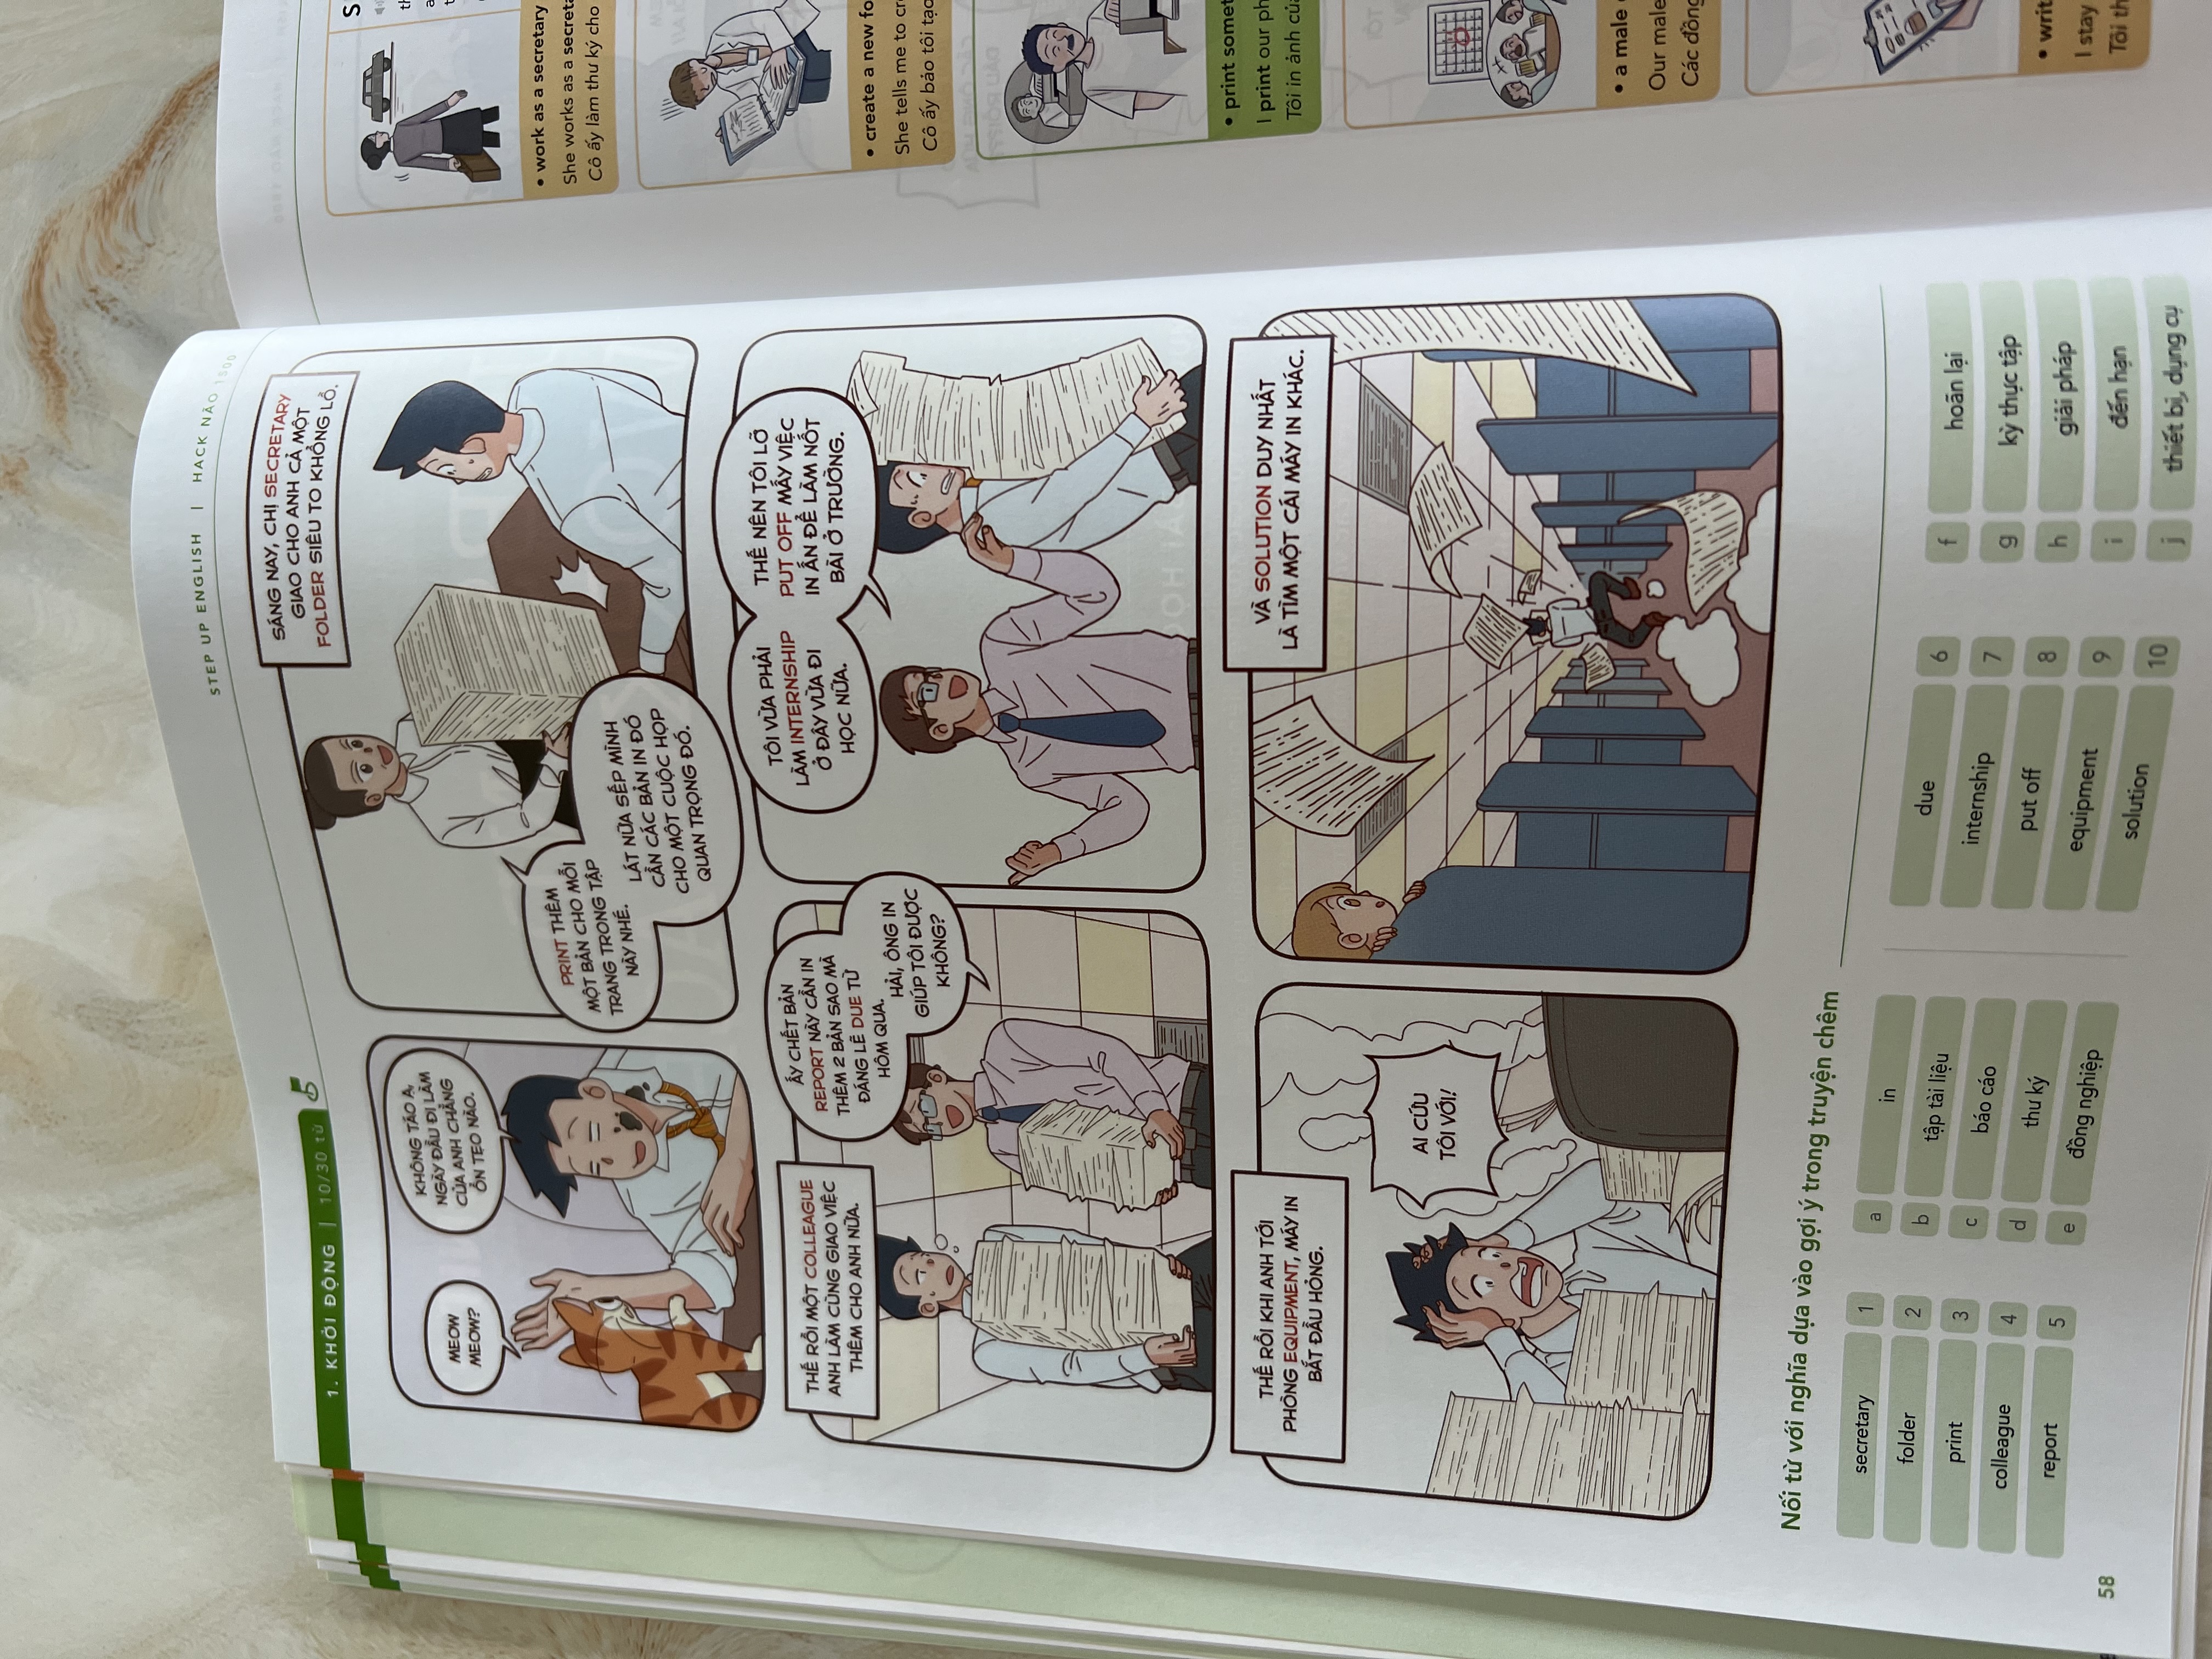 STEP UP ENGLISH | HACK NÃO 1500
1. KHỞI ĐỘNG | 10/30 từ
MEOW
MEOW?
KHÔNG TÁO Ạ,
NGÀY ĐẦU ĐI LÀM
CỦA ANH CHẲNG
ỔN TẸO NÀO.
SÁNG NAY, CHỊ SECRETARY
GIAO CHO ANH CẢ MỘT
FOLDER SIÊU TO KHỔNG LỒ.
PRINT THÊM
MỘT BẢN CHO MỖI
TRANG TRONG TẬP
NÀY NHÉ.
LÁT NỮA SẾP MÌNH
CẦN CÁC BẢN IN ĐÓ
CHO MỘT CUỘC HỌP
QUAN TRỌNG ĐÓ.
THẾ RỒI MỘT COLLEAGUE
ANH LÀM CÙNG GIAO VIỆC
THÊM CHO ANH NỮA.
ẤY CHẾT BẢN
REPORT NÀY CẦN IN
THÊM 2 BẢN SAO MÀ
ĐÁNG LẼ DUE TỪ
HÔM QUA.
HẢI, ÔNG IN
GIÚP TÔI ĐƯỢC
KHÔNG?
TÔI VỪA PHẢI
LÀM INTERNSHIP
Ở ĐÂY VỪA ĐI
HỌC NỮA.
THẾ NÊN TÔI LỠ
PUT OFF MẤY VIỆC
IN ẤN ĐỂ LÀM NỐT
BÀI Ở TRƯỜNG.
THẾ RỒI KHI ANH TỚI
PHÒNG EQUIPMENT, MÁY IN
BẮT ĐẦU HỎNG.
AI CỨU
TÔI VỚI!
VÀ SOLUTION DUY NHẤT
LÀ TÌM MỘT CÁI MÁY IN KHÁC.
Nối từ với nghĩa dựa vào gợi ý trong truyện chêm
secretary 1
folder 2
print 3
colleague 4
report 5
a in
b tập tài liệu
c báo cáo
d thư ký
e đồng nghiệp
due 6
internship 7
put off 8
equipment 9
solution 10
f hoãn lại
g kỳ thực tập
h giải pháp
i đến hạn
j thiết bị, dụng cụ
58
• work as a secretary
She works as a
Cô ấy làm thư ký cho
• create a new
She tells me to
Cô ấy bảo tôi
• print
I print our
Tôi in ảnh
• a male
Our male
Các
•
I stay
Tôi